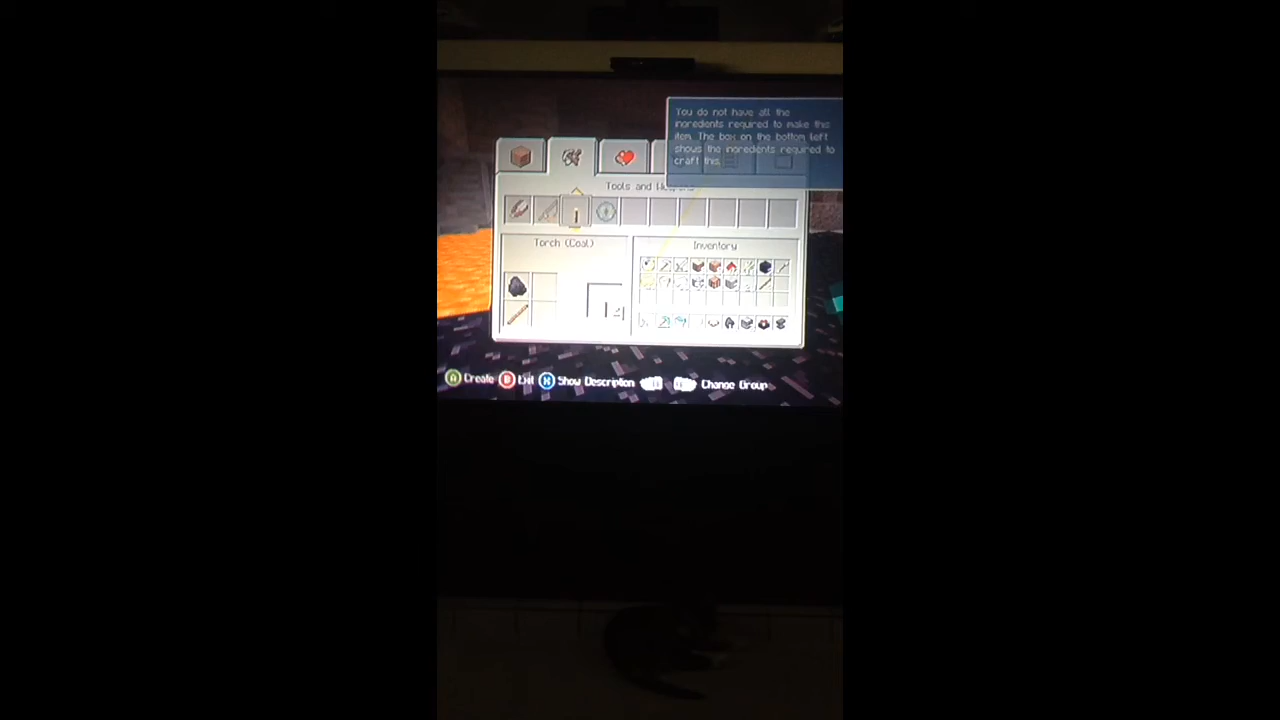 You do not have all the
ingredients required to make this
item. The box on the bottom left
shows the ingredients required to
craft this.
Tools and Weapons
Torch (Coal)
Inventory
A Create B Exit X Show Description Change Group